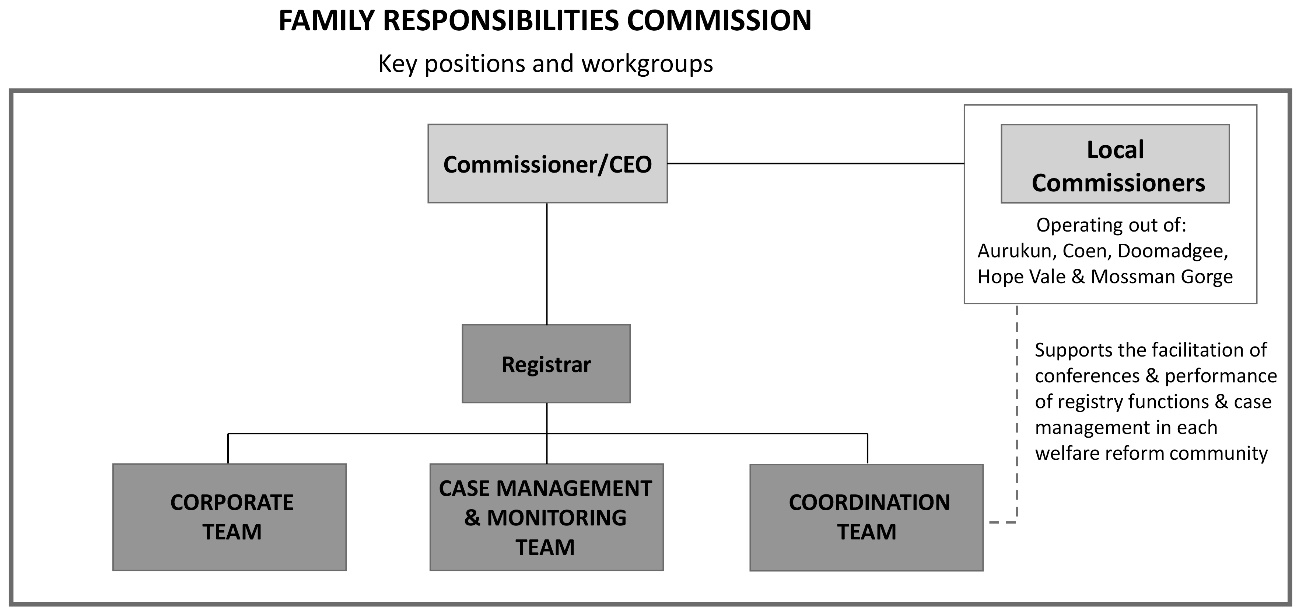 FAMILY RESPONSIBILITIES COMMISSION
Key positions and workgroups
Commissioner/CEO
Local
Commissioners
Operating out of:
Aurukun, Coen, Doomadgee,
Hope Vale & Mossman Gorge
Registrar
Supports the facilitation of
conferences & performance
of registry functions & case
management in each
welfare reform community
CORPORATE
TEAM
CASE MANAGEMENT
& MONITORING
TEAM
COORDINATION
TEAM